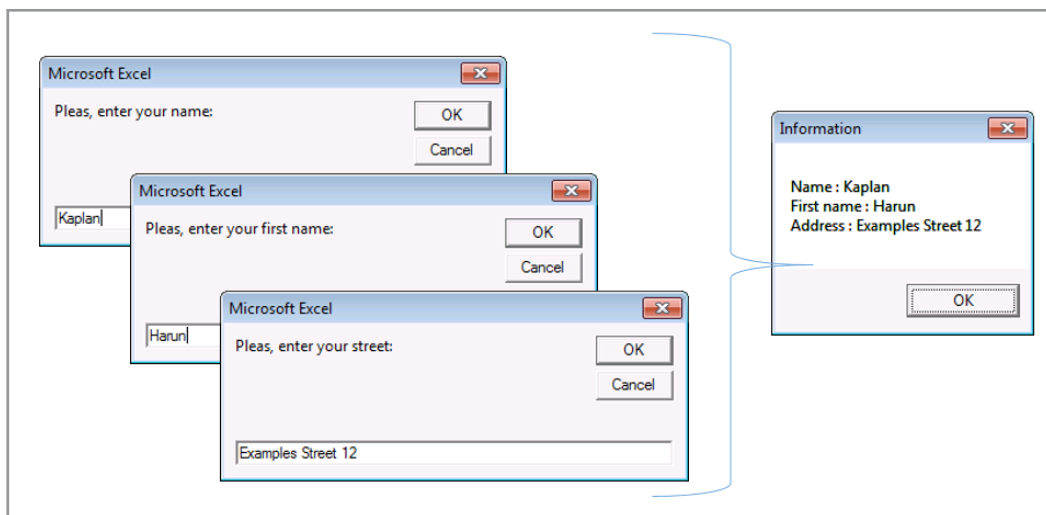 Microsoft Excel
Pleas, enter your name:
OK
Cancel
Kaplan
Microsoft Excel
Pleas, enter your first name:
OK
Cancel
Harun
Microsoft Excel
Pleas, enter your street:
OK
Cancel
Examples Street 12
Information
Name : Kaplan
First name : Harun
Address : Examples Street 12
OK